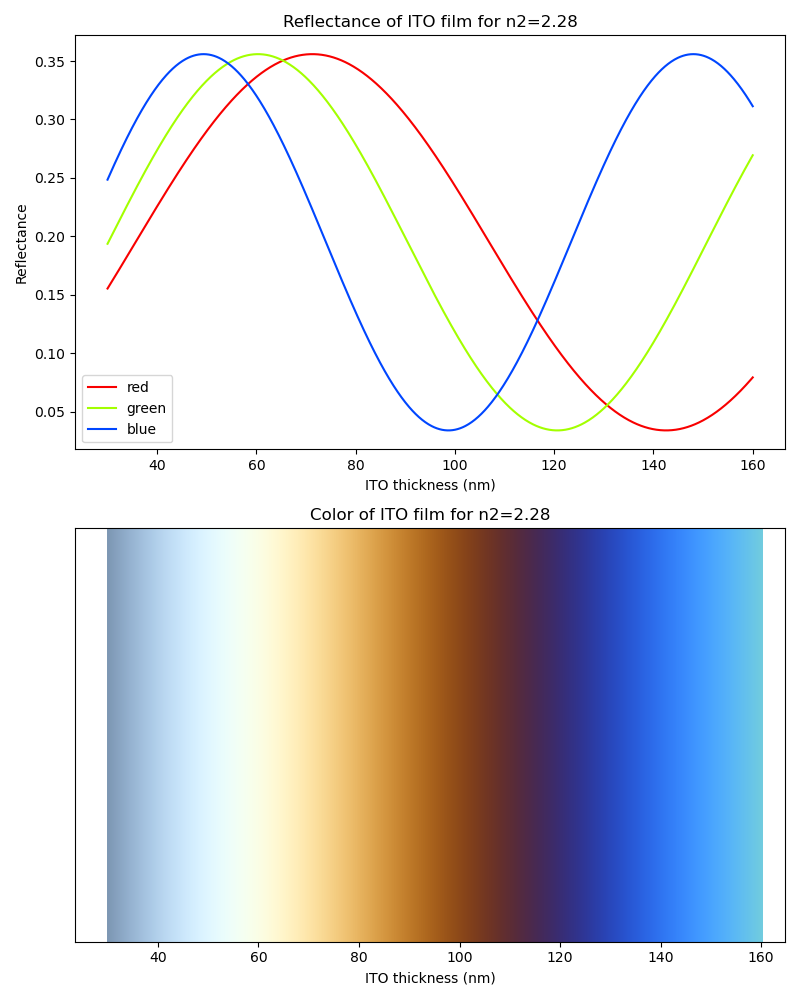 Reflectance of ITO film for n2=2.28
Reflectance
0.35
0.30
0.25
0.20
0.15
0.10
0.05
red
green
blue
40 60 80 100 120 140 160
ITO thickness (nm)
Color of ITO film for n2=2.28
40 60 80 100 120 140 160
ITO thickness (nm)